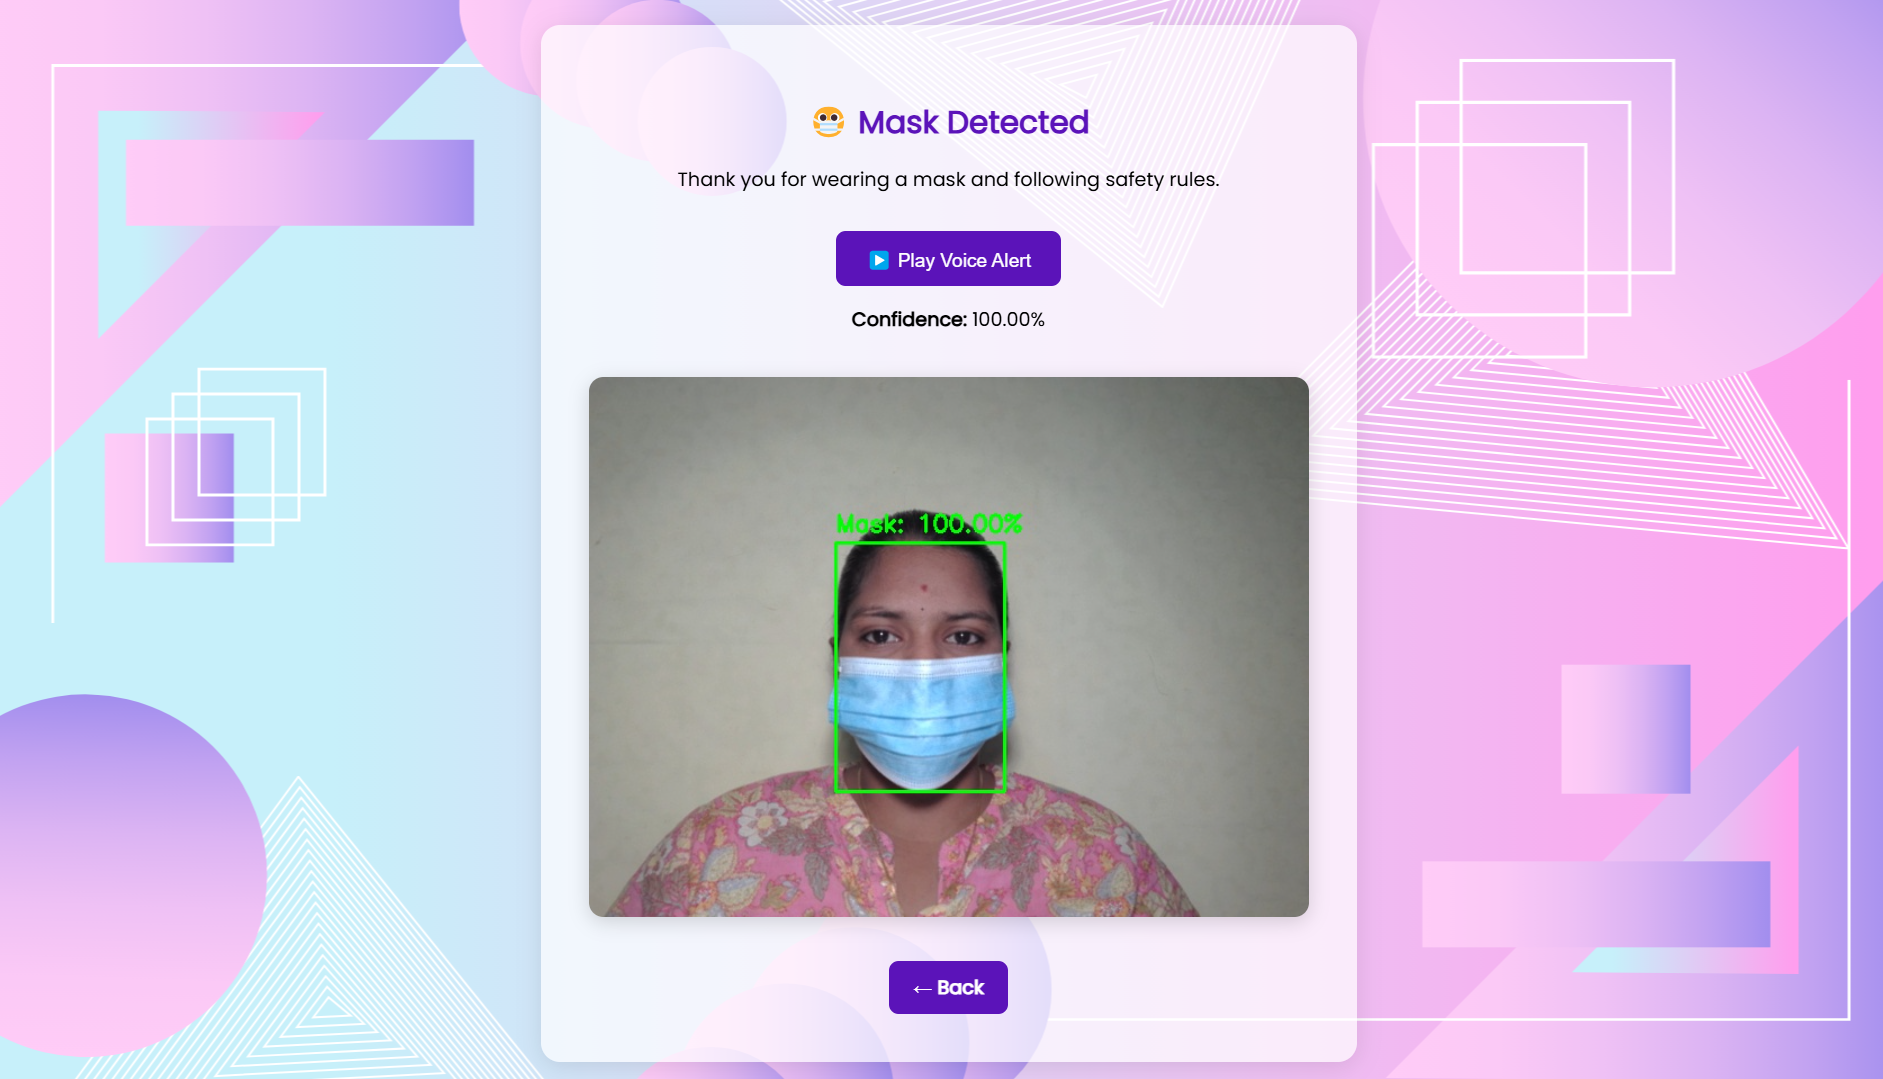 😷 Mask Detected
Thank you for wearing a mask and following safety rules.
▶️ Play Voice Alert
Confidence: 100.00%
Mask: 100.00%
← Back